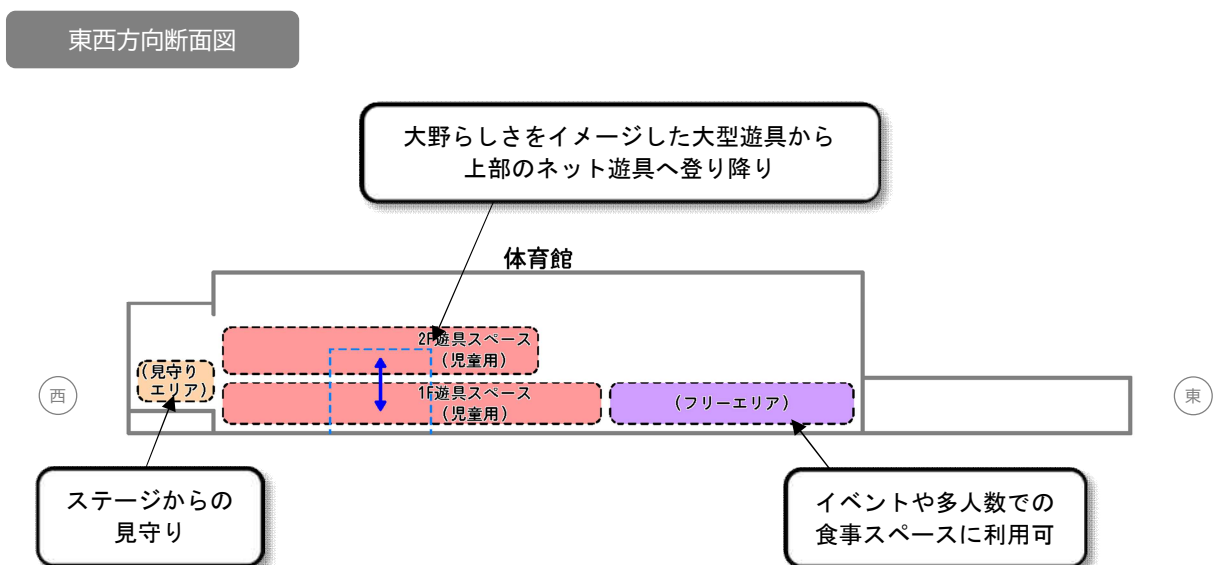 東西方向断面図
大野らしさをイメージした大型遊具から
上部のネット遊具へ登り降り
体育館
2F遊具スペース
(児童用)
(見守り
エリア)
西
1F遊具スペース
(児童用)
(フリーエリア)
東
ステージからの
見守り
イベントや多人数での
食事スペースに利用可